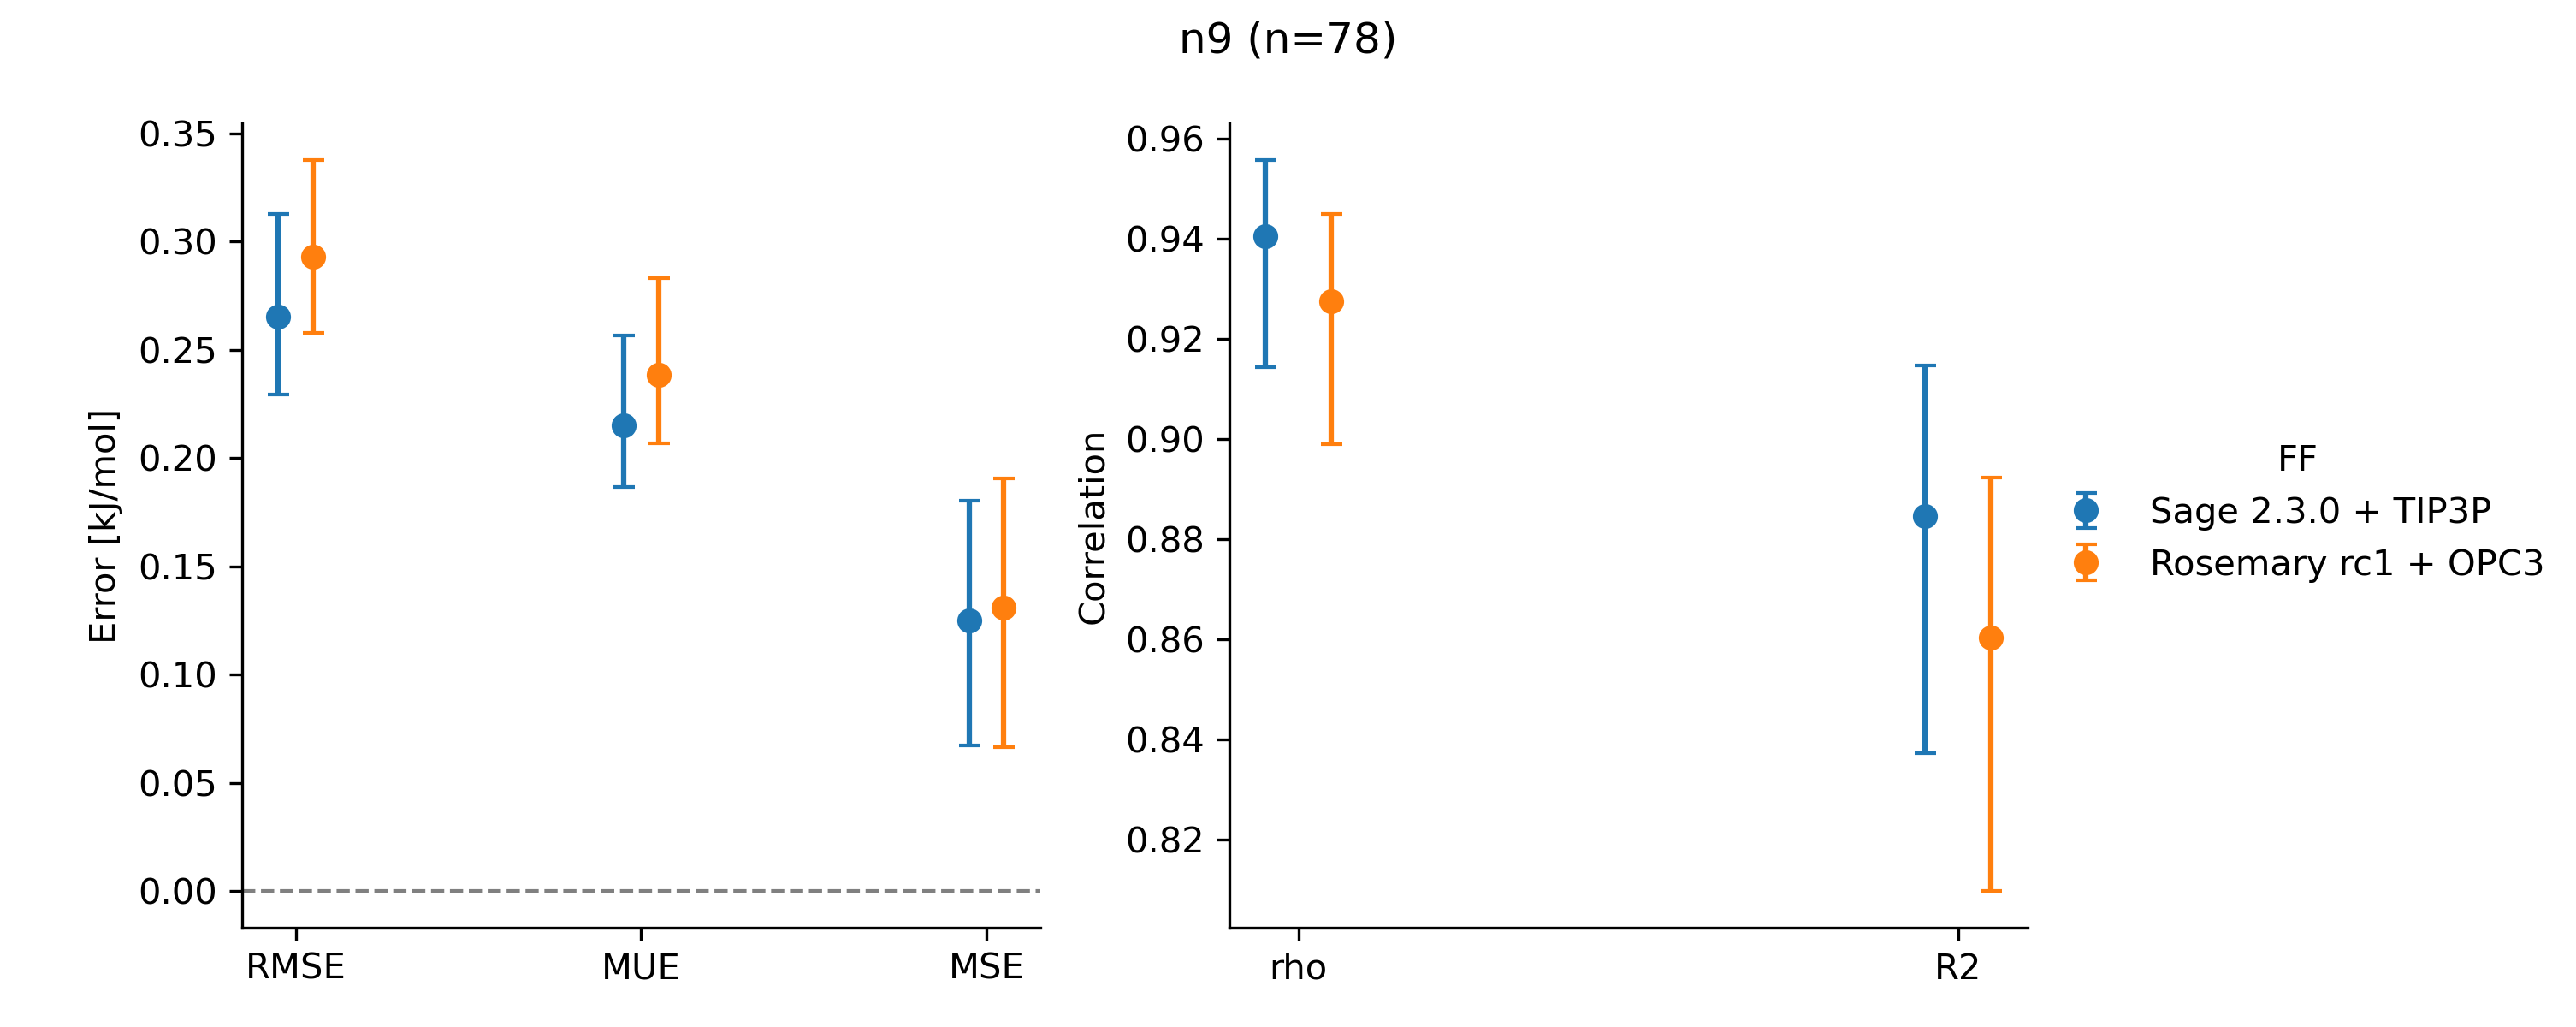 n9 (n=78)
Error [kJ/mol]
0.35
0.30
0.25
0.20
0.15
0.10
0.05
0.00
RMSE MUE MSE
Correlation
0.96
0.94
0.92
0.90
0.88
0.86
0.84
0.82
rho R2
FF
Sage 2.3.0 + TIP3P
Rosemary rc1 + OPC3